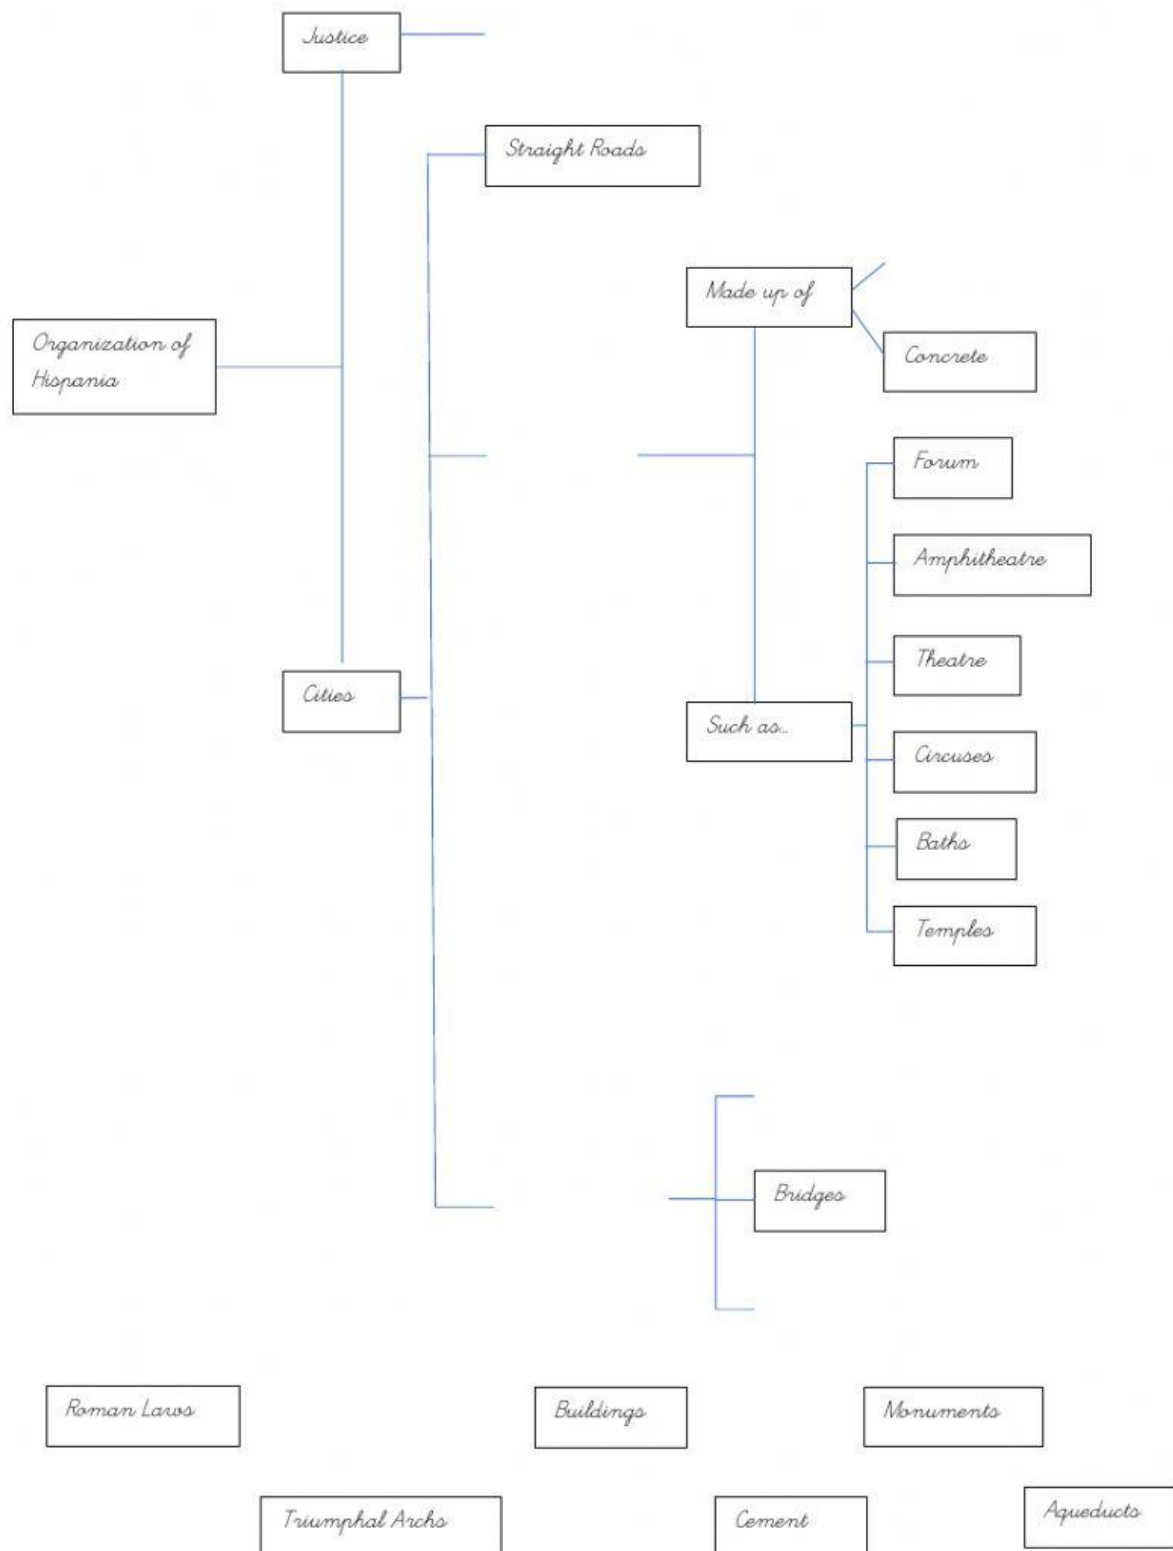 Justice
Straight Roads
Made up of
Organization of
Hispania
Concrete
Forum
Amphitheatre
Theatre
Cities
Such as...
Circuses
Baths
Temples
Bridges
Roman Laws
Buildings
Monuments
Triumphal Archs
Cement
Aqueducts